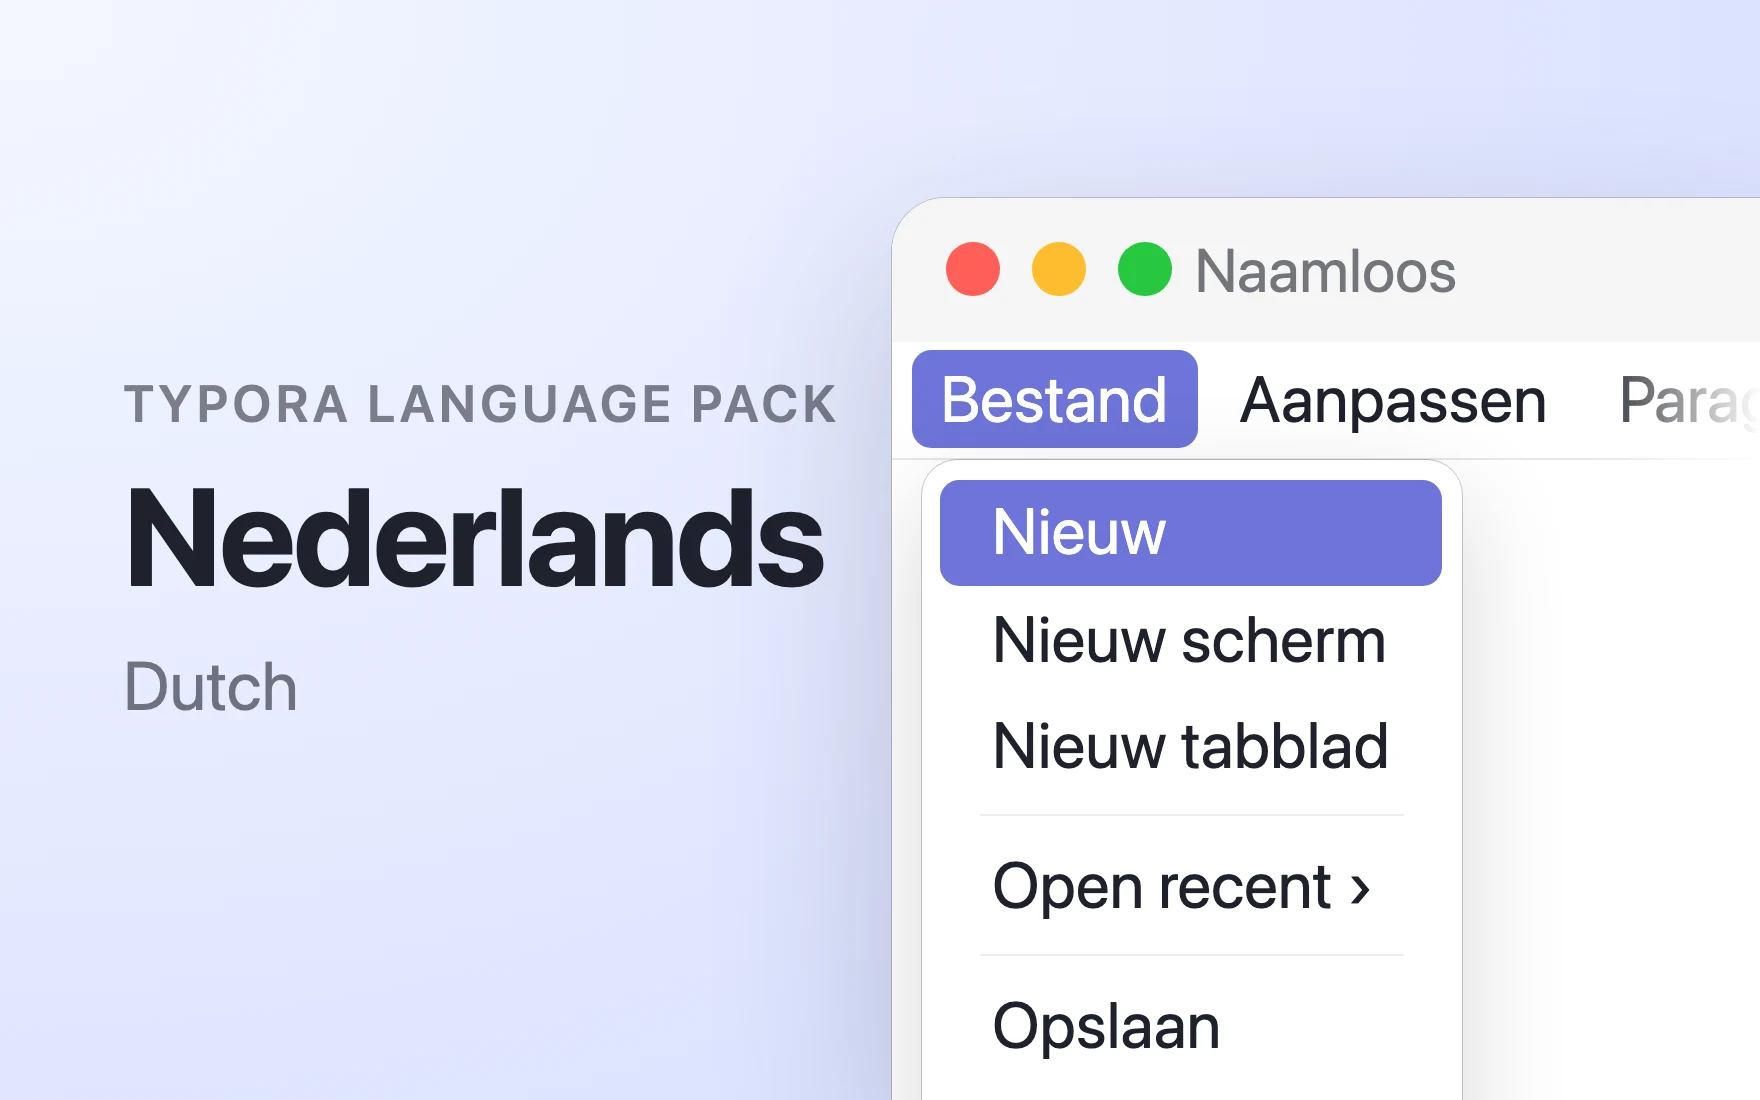 TYPORA LANGUAGE PACK
Nederlands
Dutch
Naamloos
Bestand Aanpassen
Nieuw
Nieuw scherm
Nieuw tabblad
Open recent ›
Opslaan